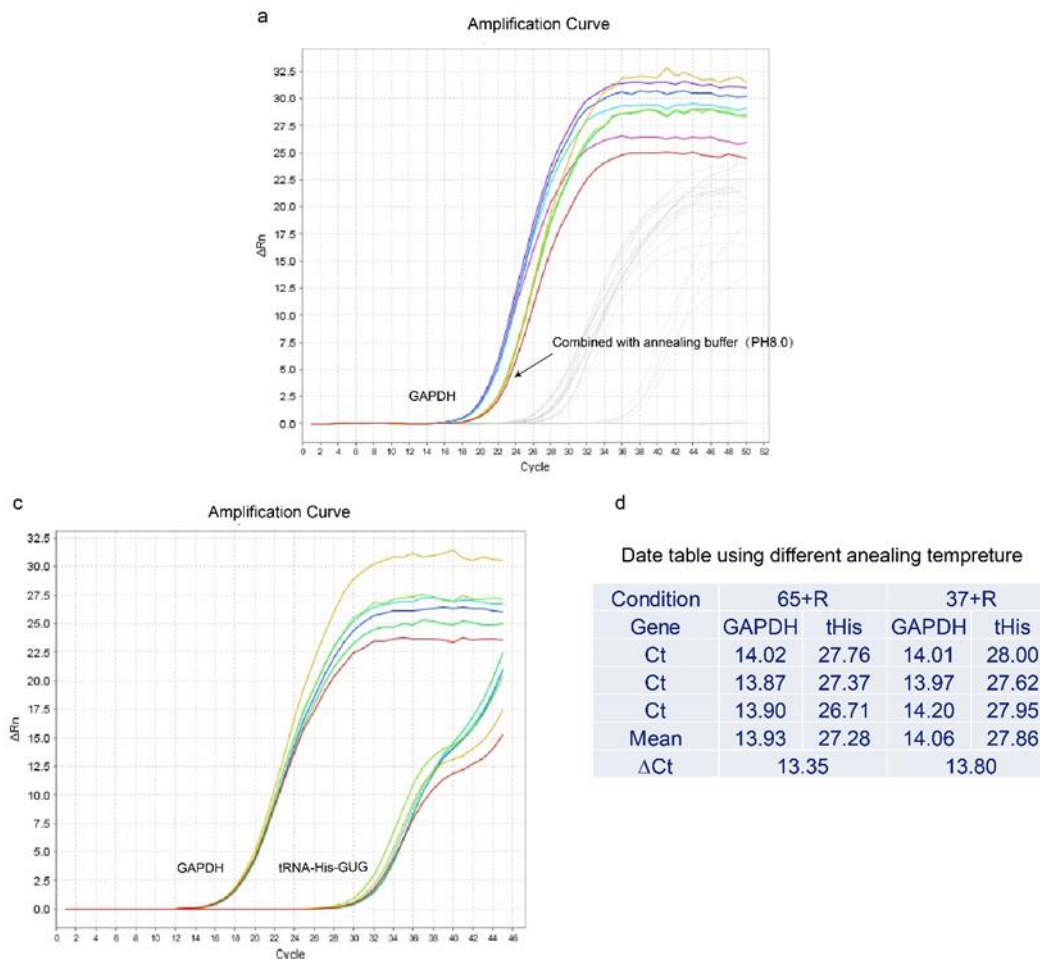 a
Amplification Curve
32.5
30.0
27.5
25.0
22.5
20.0
17.5
15.0
12.5
10.0
7.5
5.0
2.5
0.0
ΔRn
Combined with annealing buffer（PH8.0）
GAPDH
0 2 4 6 8 10 12 14 16 18 20 22 24 26 28 30 32 34 36 38 40 42 44 46 48 50 52
Cycle
c
Amplification Curve
32.5
30.0
27.5
25.0
22.5
20.0
17.5
15.0
12.5
10.0
7.5
5.0
2.5
0.0
ΔRn
GAPDH
tRNA-His-GUG
0 2 4 6 8 10 12 14 16 18 20 22 24 26 28 30 32 34 36 38 40 42 44 46
Cycle
d
Date table using different anealing tempreture
Condition 65+R 37+R
Gene GAPDH tHis GAPDH tHis
Ct 14.02 27.76 14.01 28.00
Ct 13.87 27.37 13.97 27.62
Ct 13.90 26.71 14.20 27.95
Mean 13.93 27.28 14.06 27.86
ΔCt 13.35 13.80